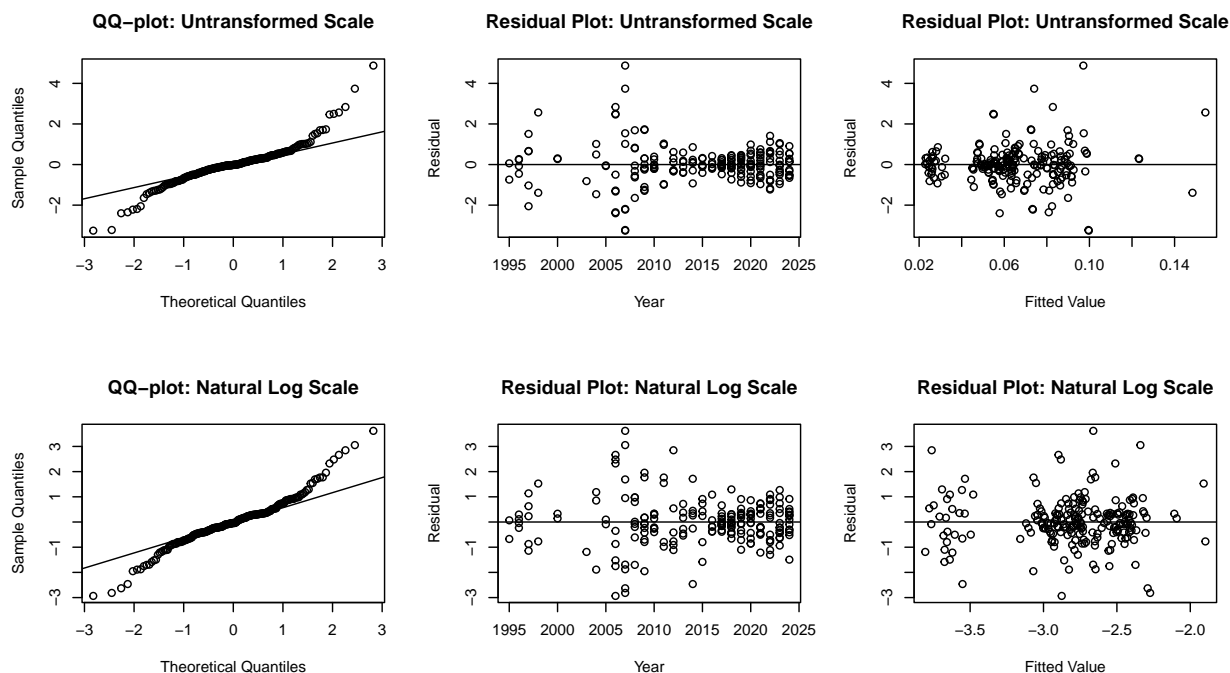 QQ−plot: Untransformed Scale
Sample Quantiles
4
2
0
−2
−3 −2 −1 0 1 2 3
Theoretical Quantiles
Residual Plot: Untransformed Scale
Residual
4
2
0
−2
1995 2000 2005 2010 2015 2020 2025
Year
Residual Plot: Untransformed Scale
Residual
4
2
0
−2
0.02 0.06 0.10 0.14
Fitted Value
QQ−plot: Natural Log Scale
Sample Quantiles
3
2
1
−1
−3
−3 −2 −1 0 1 2 3
Theoretical Quantiles
Residual Plot: Natural Log Scale
Residual
3
2
1
−1
−3
1995 2000 2005 2010 2015 2020 2025
Year
Residual Plot: Natural Log Scale
Residual
3
2
1
−1
−3
−3.5 −3.0 −2.5 −2.0
Fitted Value